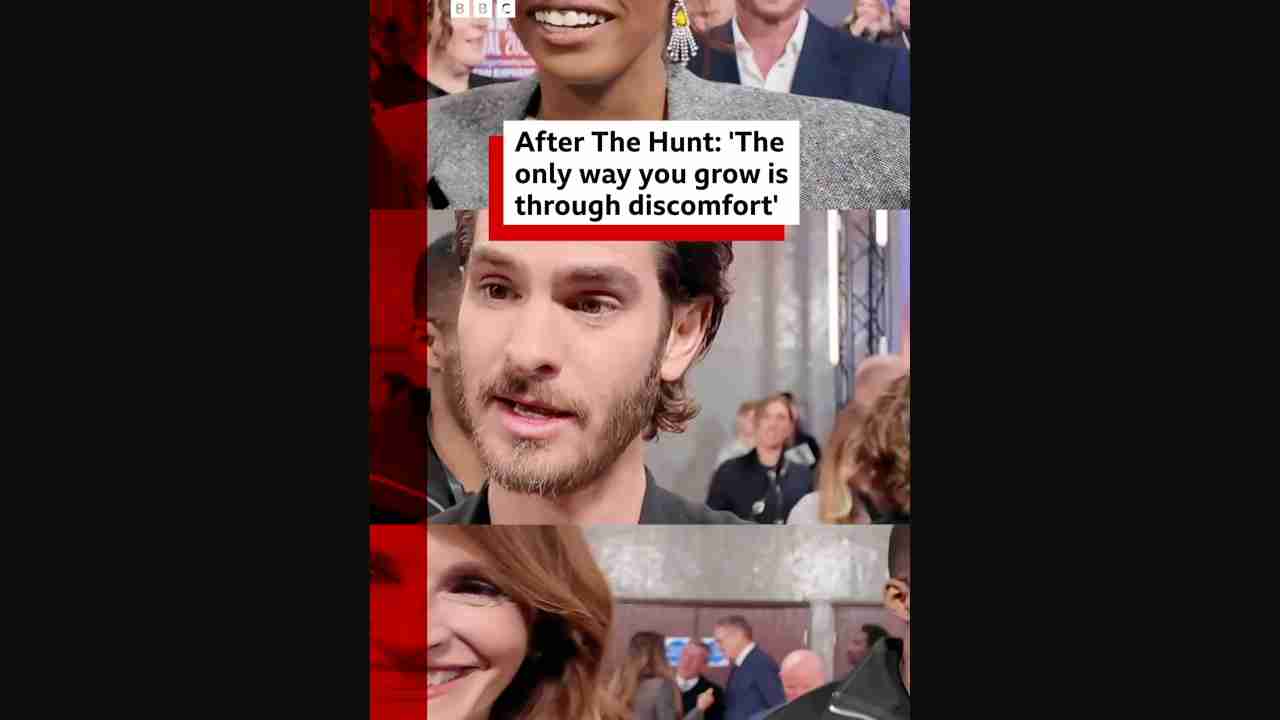 BBC
After The Hunt: 'The
only way you grow is
through discomfort'